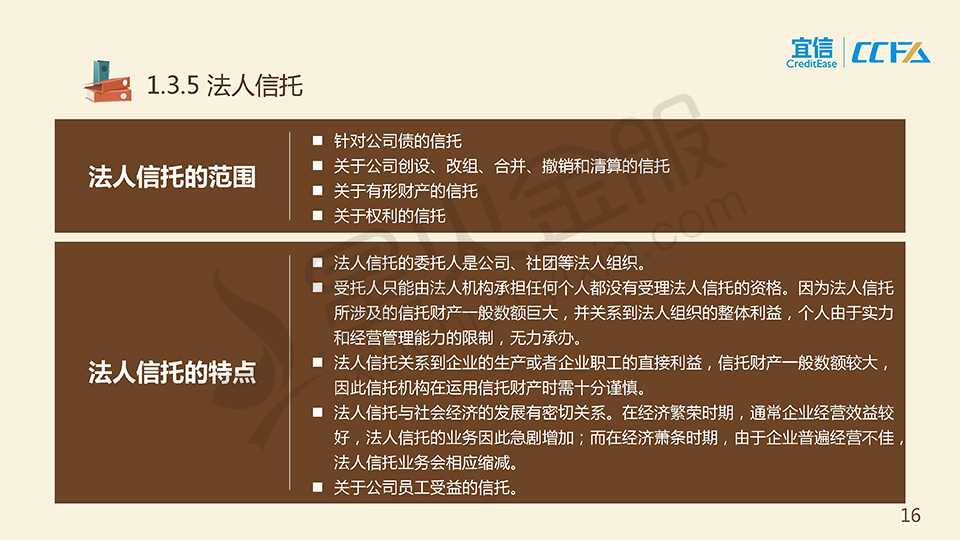 宜信
CreditEase
CCFA
1.3.5 法人信托
法人信托的范围
■ 针对公司债的信托
■ 关于公司创设、改组、合并、撤销和清算的信托
■ 关于有形财产的信托
■ 关于权利的信托
法人信托的特点
■ 法人信托的委托人是公司、社团等法人组织。
■ 受托人只能由法人机构承担任何个人都没有受理法人信托的资格。因为法人信托
所涉及的信托财产一般数额巨大，并关系到法人组织的整体利益，个人由于实力
和经营管理能力的限制，无力承办。
■ 法人信托关系到企业的生产或者企业职工的直接利益，信托财产一般数额较大，
因此信托机构在运用信托财产时需十分谨慎。
■ 法人信托与社会经济的发展有密切关系。在经济繁荣时期，通常企业经营效益较
好，法人信托的业务因此急剧增加；而在经济萧条时期，由于企业普遍经营不佳，
法人信托业务会相应缩减。
■ 关于公司员工受益的信托。
16